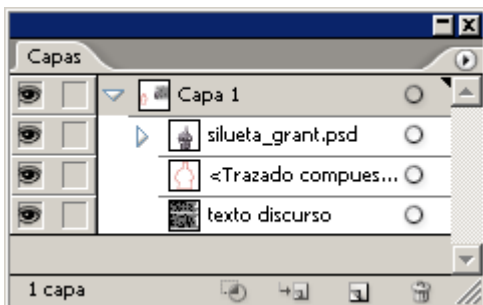 Capas
Capa 1
silueta_grant.psd
<Trazado compues...
texto discurso
1 capa